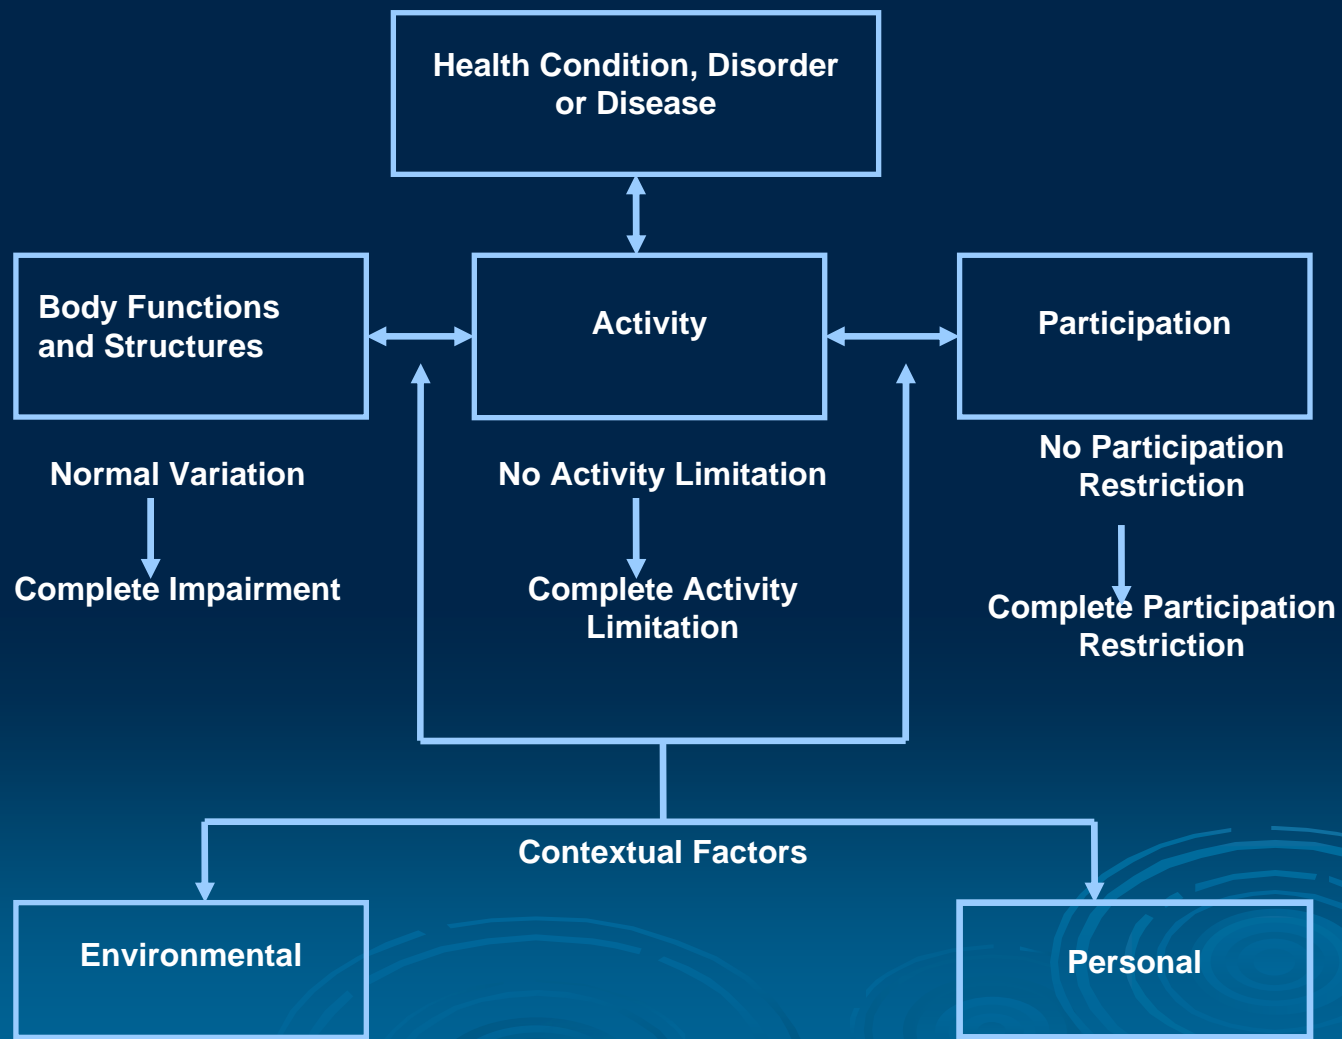 Health Condition, Disorder
or Disease
Body Functions
and Structures
Activity
Participation
Normal Variation
Complete Impairment
No Activity Limitation
Complete Activity
Limitation
No Participation
Restriction
Complete Participation
Restriction
Contextual Factors
Environmental
Personal